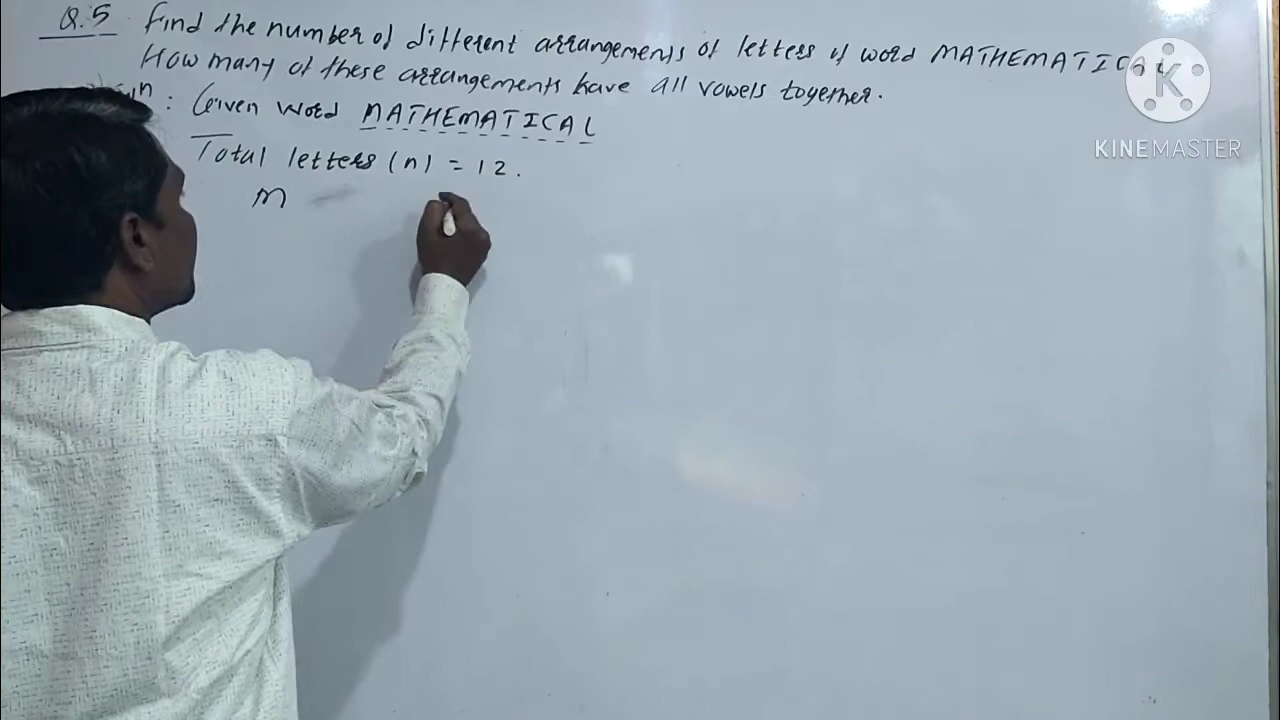 Q.5 Find the number of different arrangements of letters of word MATHEMATICAL
How many of these arrangements have all vowels together.
: Given word MATHEMATICAL
Total letters (n) = 12.
M
K
KINEMASTER